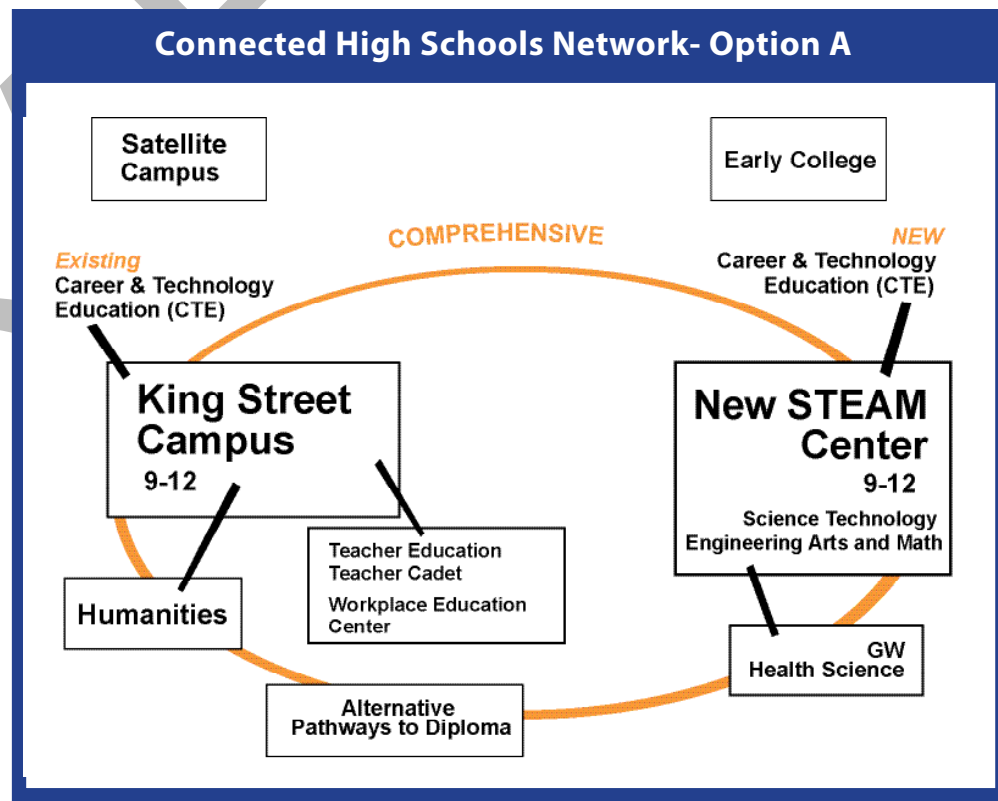 Connected High Schools Network- Option A
Satellite
Campus
Early College
COMPREHENSIVE
Existing
Career & Technology
Education (CTE)
NEW
Career & Technology
Education (CTE)
King Street
Campus
9-12
New STEAM
Center
9-12
Science Technology
Engineering Arts and Math
Teacher Education
Teacher Cadet
Workplace Education
Center
Humanities
GW
Health Science
Alternative
Pathways to Diploma